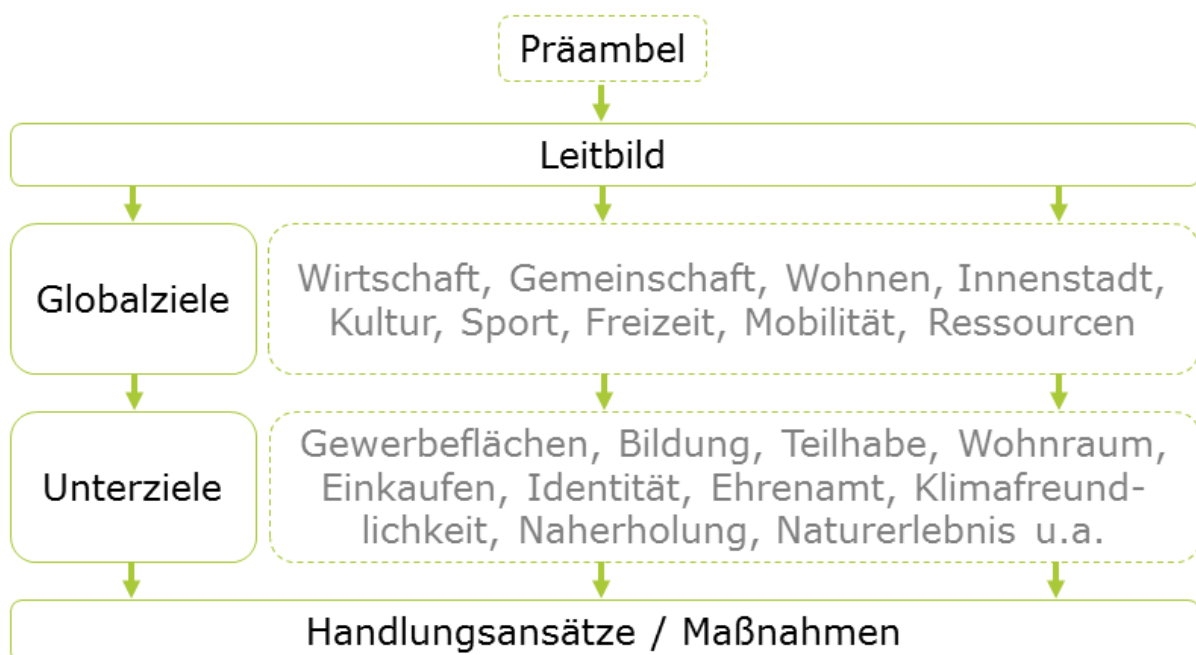 Präambel
Leitbild
Globalziele
Wirtschaft, Gemeinschaft, Wohnen, Innenstadt,
Kultur, Sport, Freizeit, Mobilität, Ressourcen
Unterziele
Gewerbeflächen, Bildung, Teilhabe, Wohnraum,
Einkaufen, Identität, Ehrenamt, Klimafreund-
lichkeit, Naherholung, Naturerlebnis u.a.
Handlungsansätze / Maßnahmen